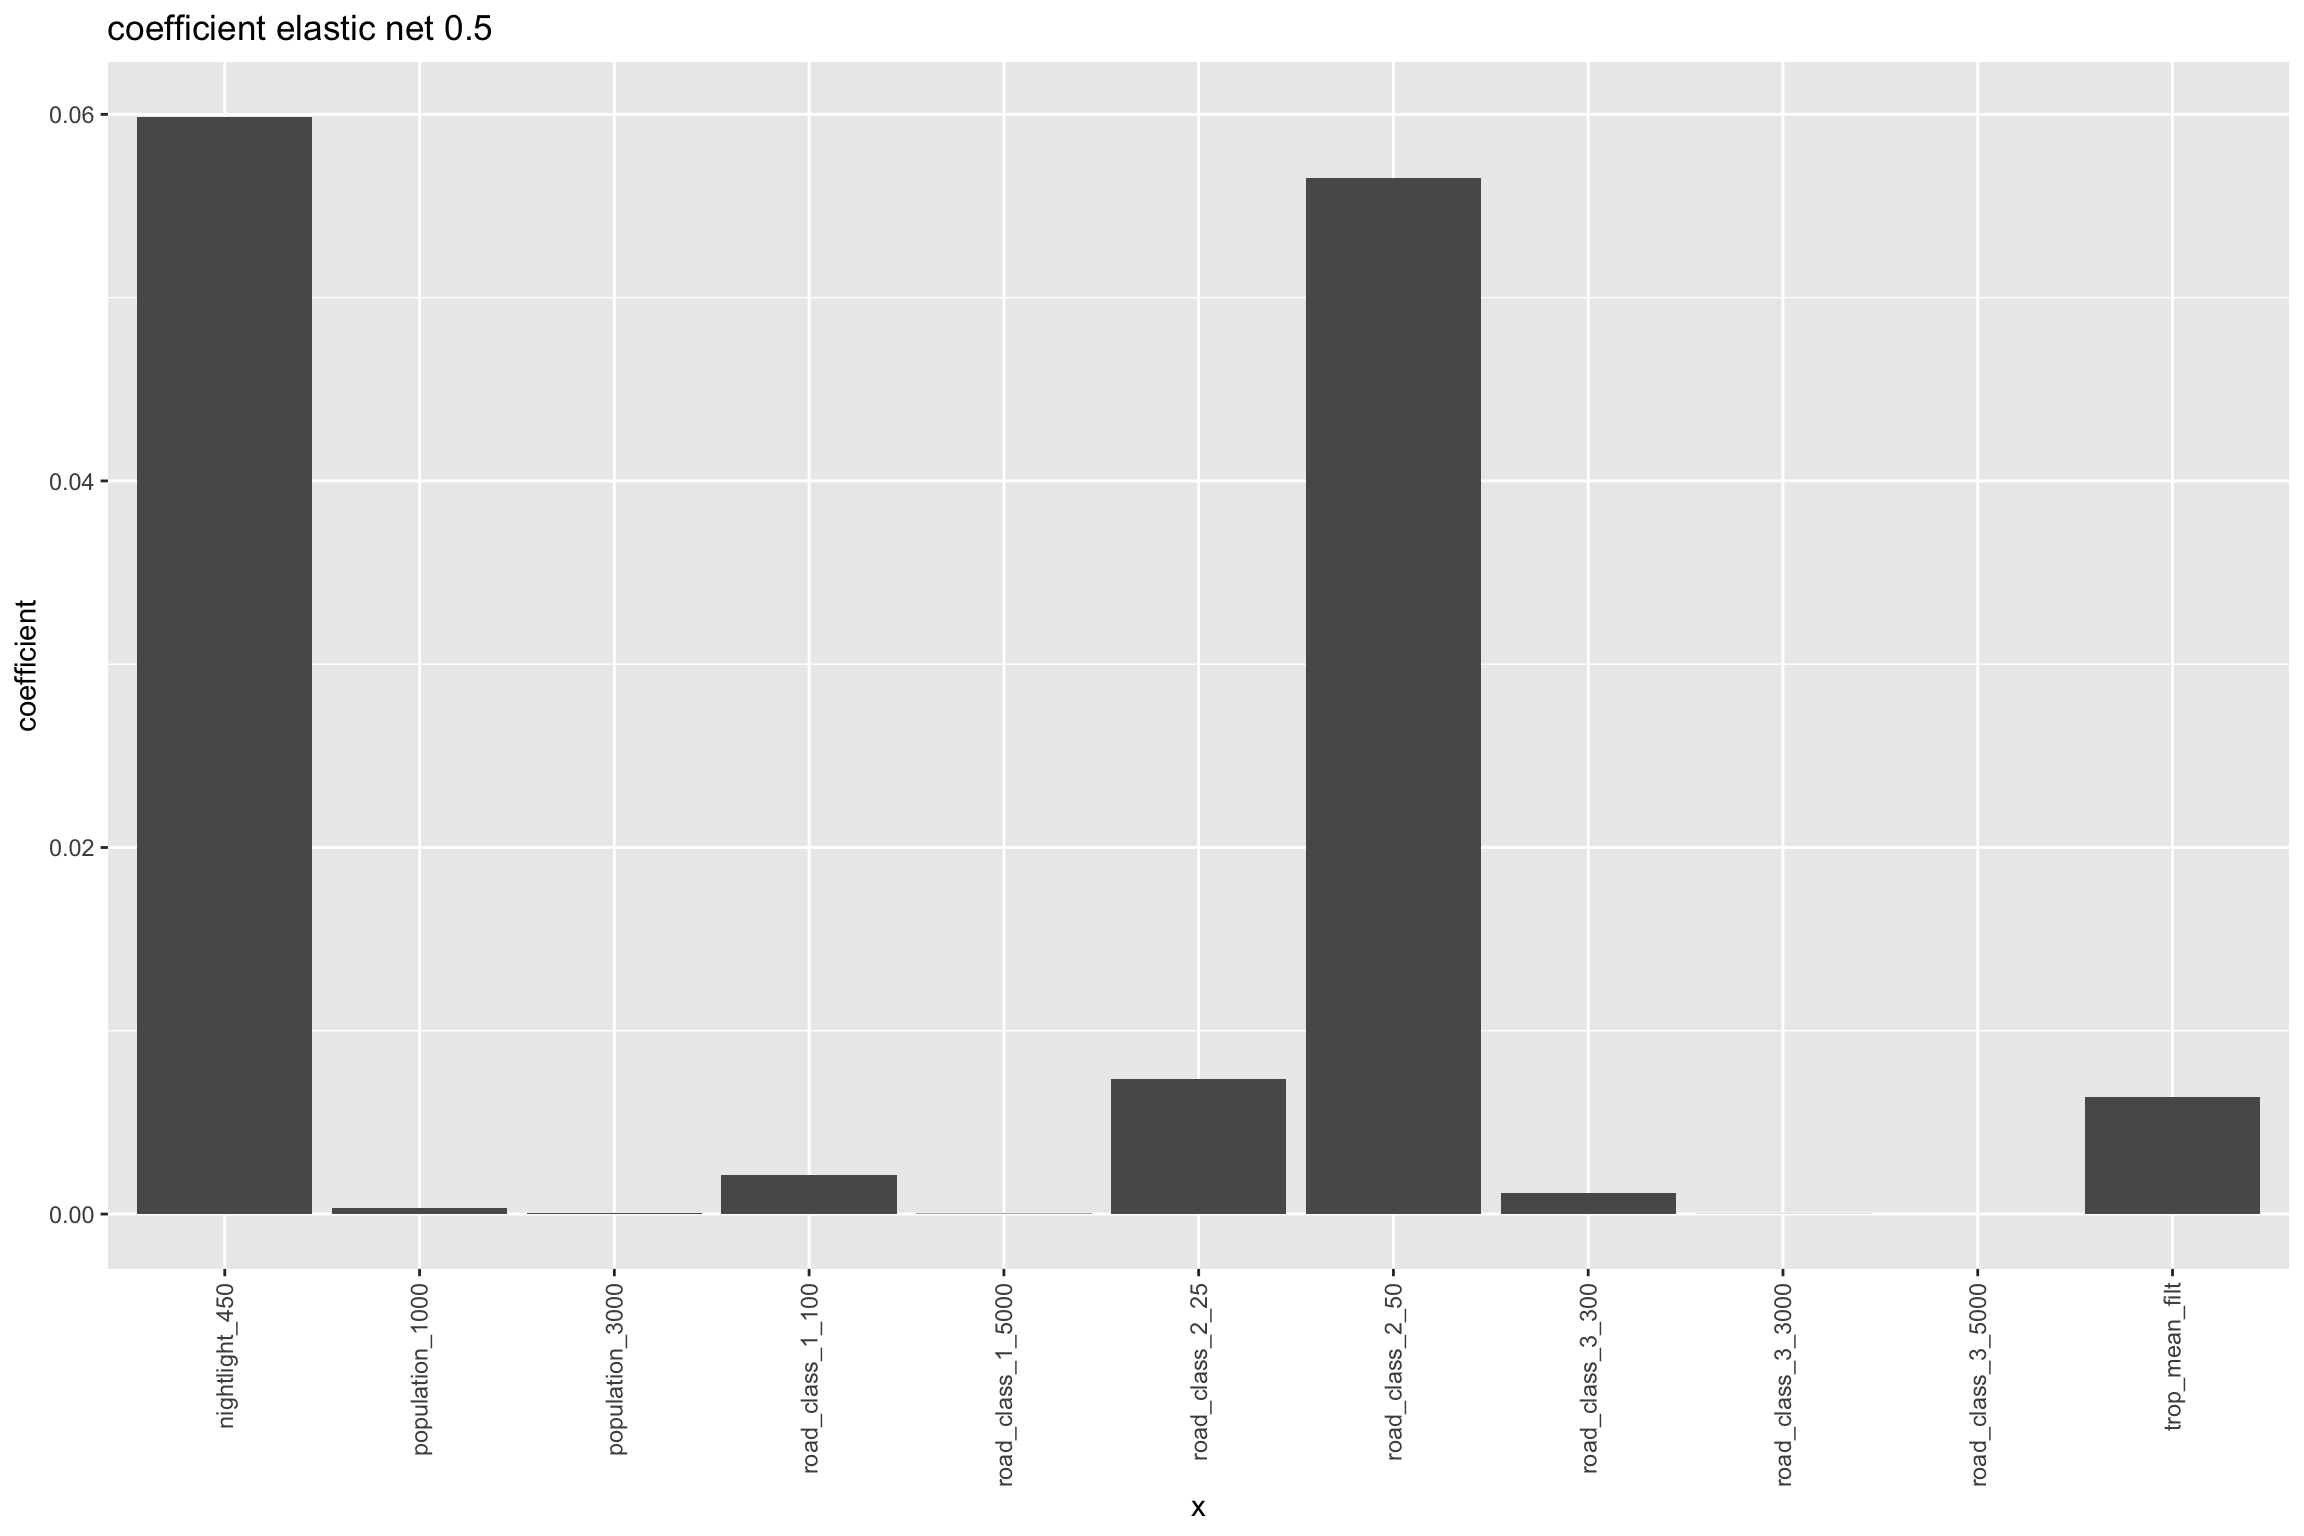 coefficient elastic net 0.5
0.06
0.04
0.02
0.00
coefficient
nightlight_450
population_1000
population_3000
road_class_1_100
road_class_1_5000
road_class_2_25
road_class_2_50
road_class_3_300
road_class_3_3000
road_class_3_5000
trop_mean_filt
x